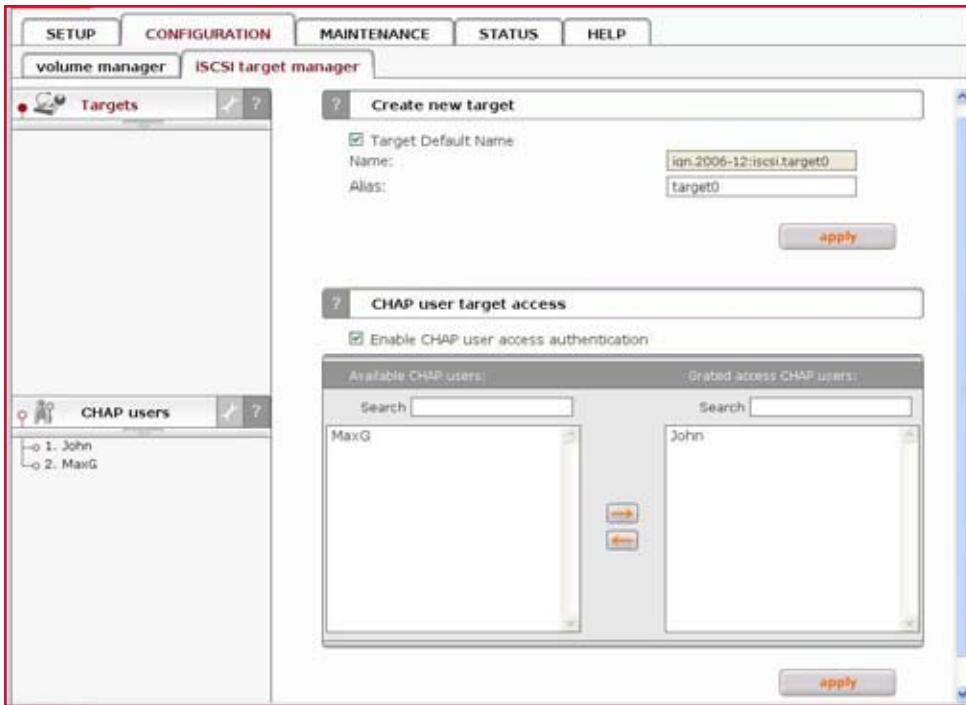 SETUP CONFIGURATION MAINTENANCE STATUS HELP
volume manager iSCSI target manager
Targets ?
? Create new target
Target Default Name
Name: iqn.2006-12:iscsi.target0
Alias: target0
apply
? CHAP user target access
Enable CHAP user access authentication
Available CHAP users: Grated access CHAP users:
Search Search
MaxG John
CHAP users ?
1. John
2. MaxG
apply